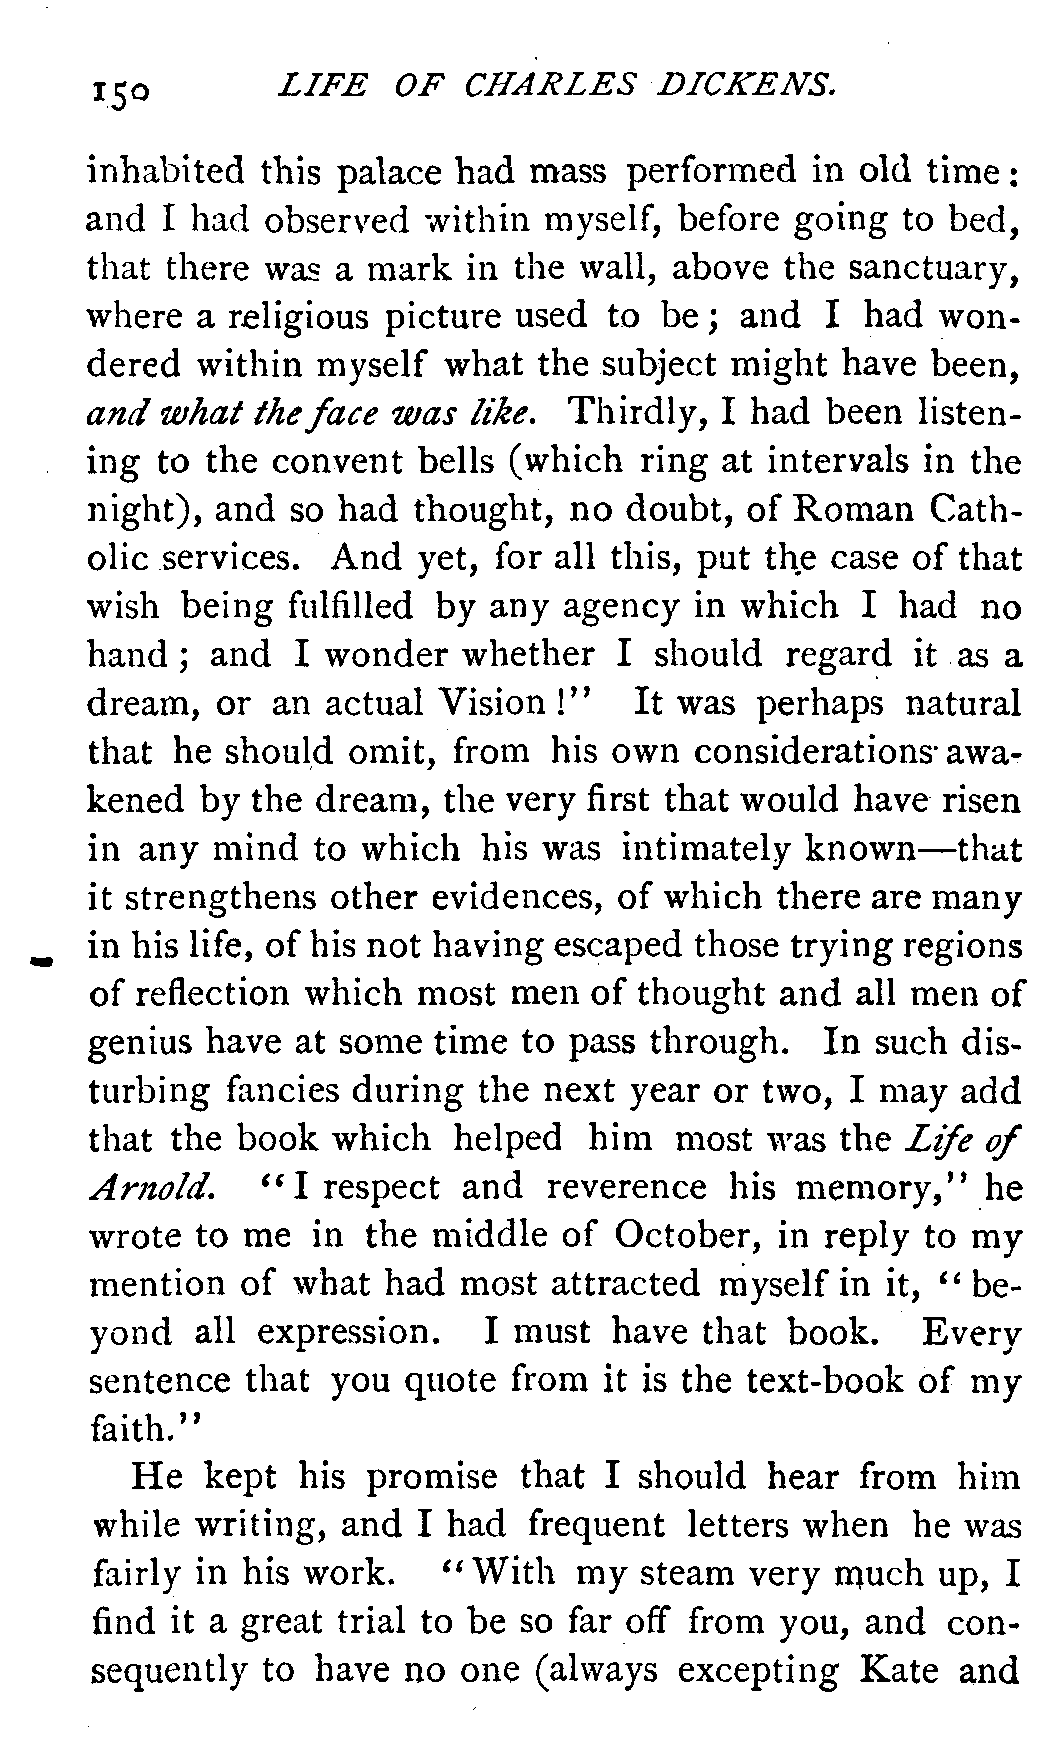 150 LIFE OF CHARLES DICKENS.
inhabited this palace had mass performed in old time :
and I had observed within myself, before going to bed,
that there was a mark in the wall, above the sanctuary,
where a religious picture used to be ; and I had won-
dered within myself what the subject might have been,
and what the face was like. Thirdly, I had been listen-
ing to the convent bells (which ring at intervals in the
night), and so had thought, no doubt, of Roman Cath-
olic services. And yet, for all this, put the case of that
wish being fulfilled by any agency in which I had no
hand ; and I wonder whether I should regard it as a
dream, or an actual Vision !'' It was perhaps natural
that he should omit, from his own considerations awa-
kened by the dream, the very first that would have risen
in any mind to which his was intimately known—that
it strengthens other evidences, of which there are many
in his life, of his not having escaped those trying regions
of reflection which most men of thought and all men of
genius have at some time to pass through. In such dis-
turbing fancies during the next year or two, I may add
that the book which helped him most was the Life of
Arnold. “ I respect and reverence his memory,'' he
wrote to me in the middle of October, in reply to my
mention of what had most attracted myself in it, “ be-
yond all expression. I must have that book. Every
sentence that you quote from it is the text-book of my
faith.''
He kept his promise that I should hear from him
while writing, and I had frequent letters when he was
fairly in his work. “ With my steam very much up, I
find it a great trial to be so far off from you, and con-
sequently to have no one (always excepting Kate and